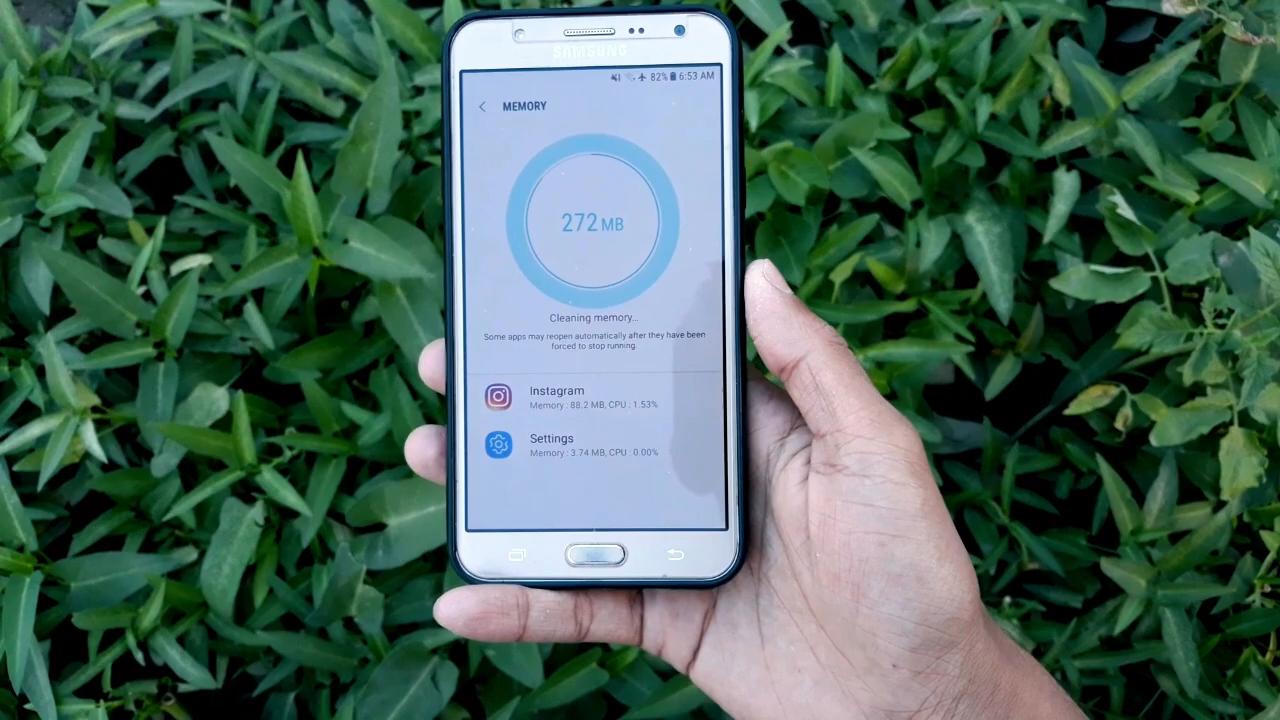 SAMSUNG
82% 6:53 AM
MEMORY
272 MB
Cleaning memory...
Some apps may reopen automatically after they have been
forced to stop running.
Instagram
Memory : 88.2 MB, CPU : 1.53%
Settings
Memory : 3.74 MB, CPU : 0.00%